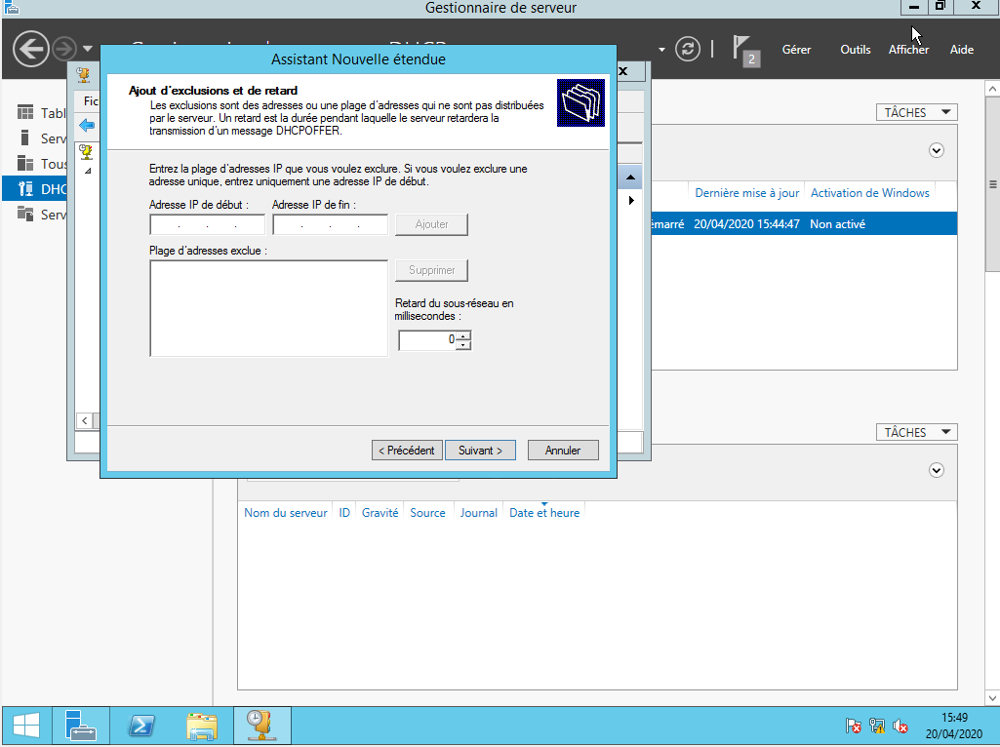 Gestionnaire de serveur
2
Gérer
Outils
Afficher
Aide
Assistant Nouvelle étendue
Fic
Ajout d'exclusions et de retard
Les exclusions sont des adresses ou une plage d'adresses qui ne sont pas distribuées
par le serveur. Un retard est la durée pendant laquelle le serveur retardera la
transmission d'un message DHCPOFFER.
Tabl
Serv
Tous
DHC
Serv
Entrez la plage d'adresses IP que vous voulez exclure. Si vous voulez exclure une
adresse unique, entrez uniquement une adresse IP de début.
Adresse IP de début :
Adresse IP de fin :
Ajouter
Plage d'adresses exclue :
Supprimer
Retard du sous-réseau en
millisecondes :
0
< Précédent
Suivant >
Annuler
TÂCHES
Dernière mise à jour
Activation de Windows
émarré
20/04/2020 15:44:47
Non activé
TÂCHES
Nom du serveur
ID
Gravité
Source
Journal
Date et heure
15:49
20/04/2020